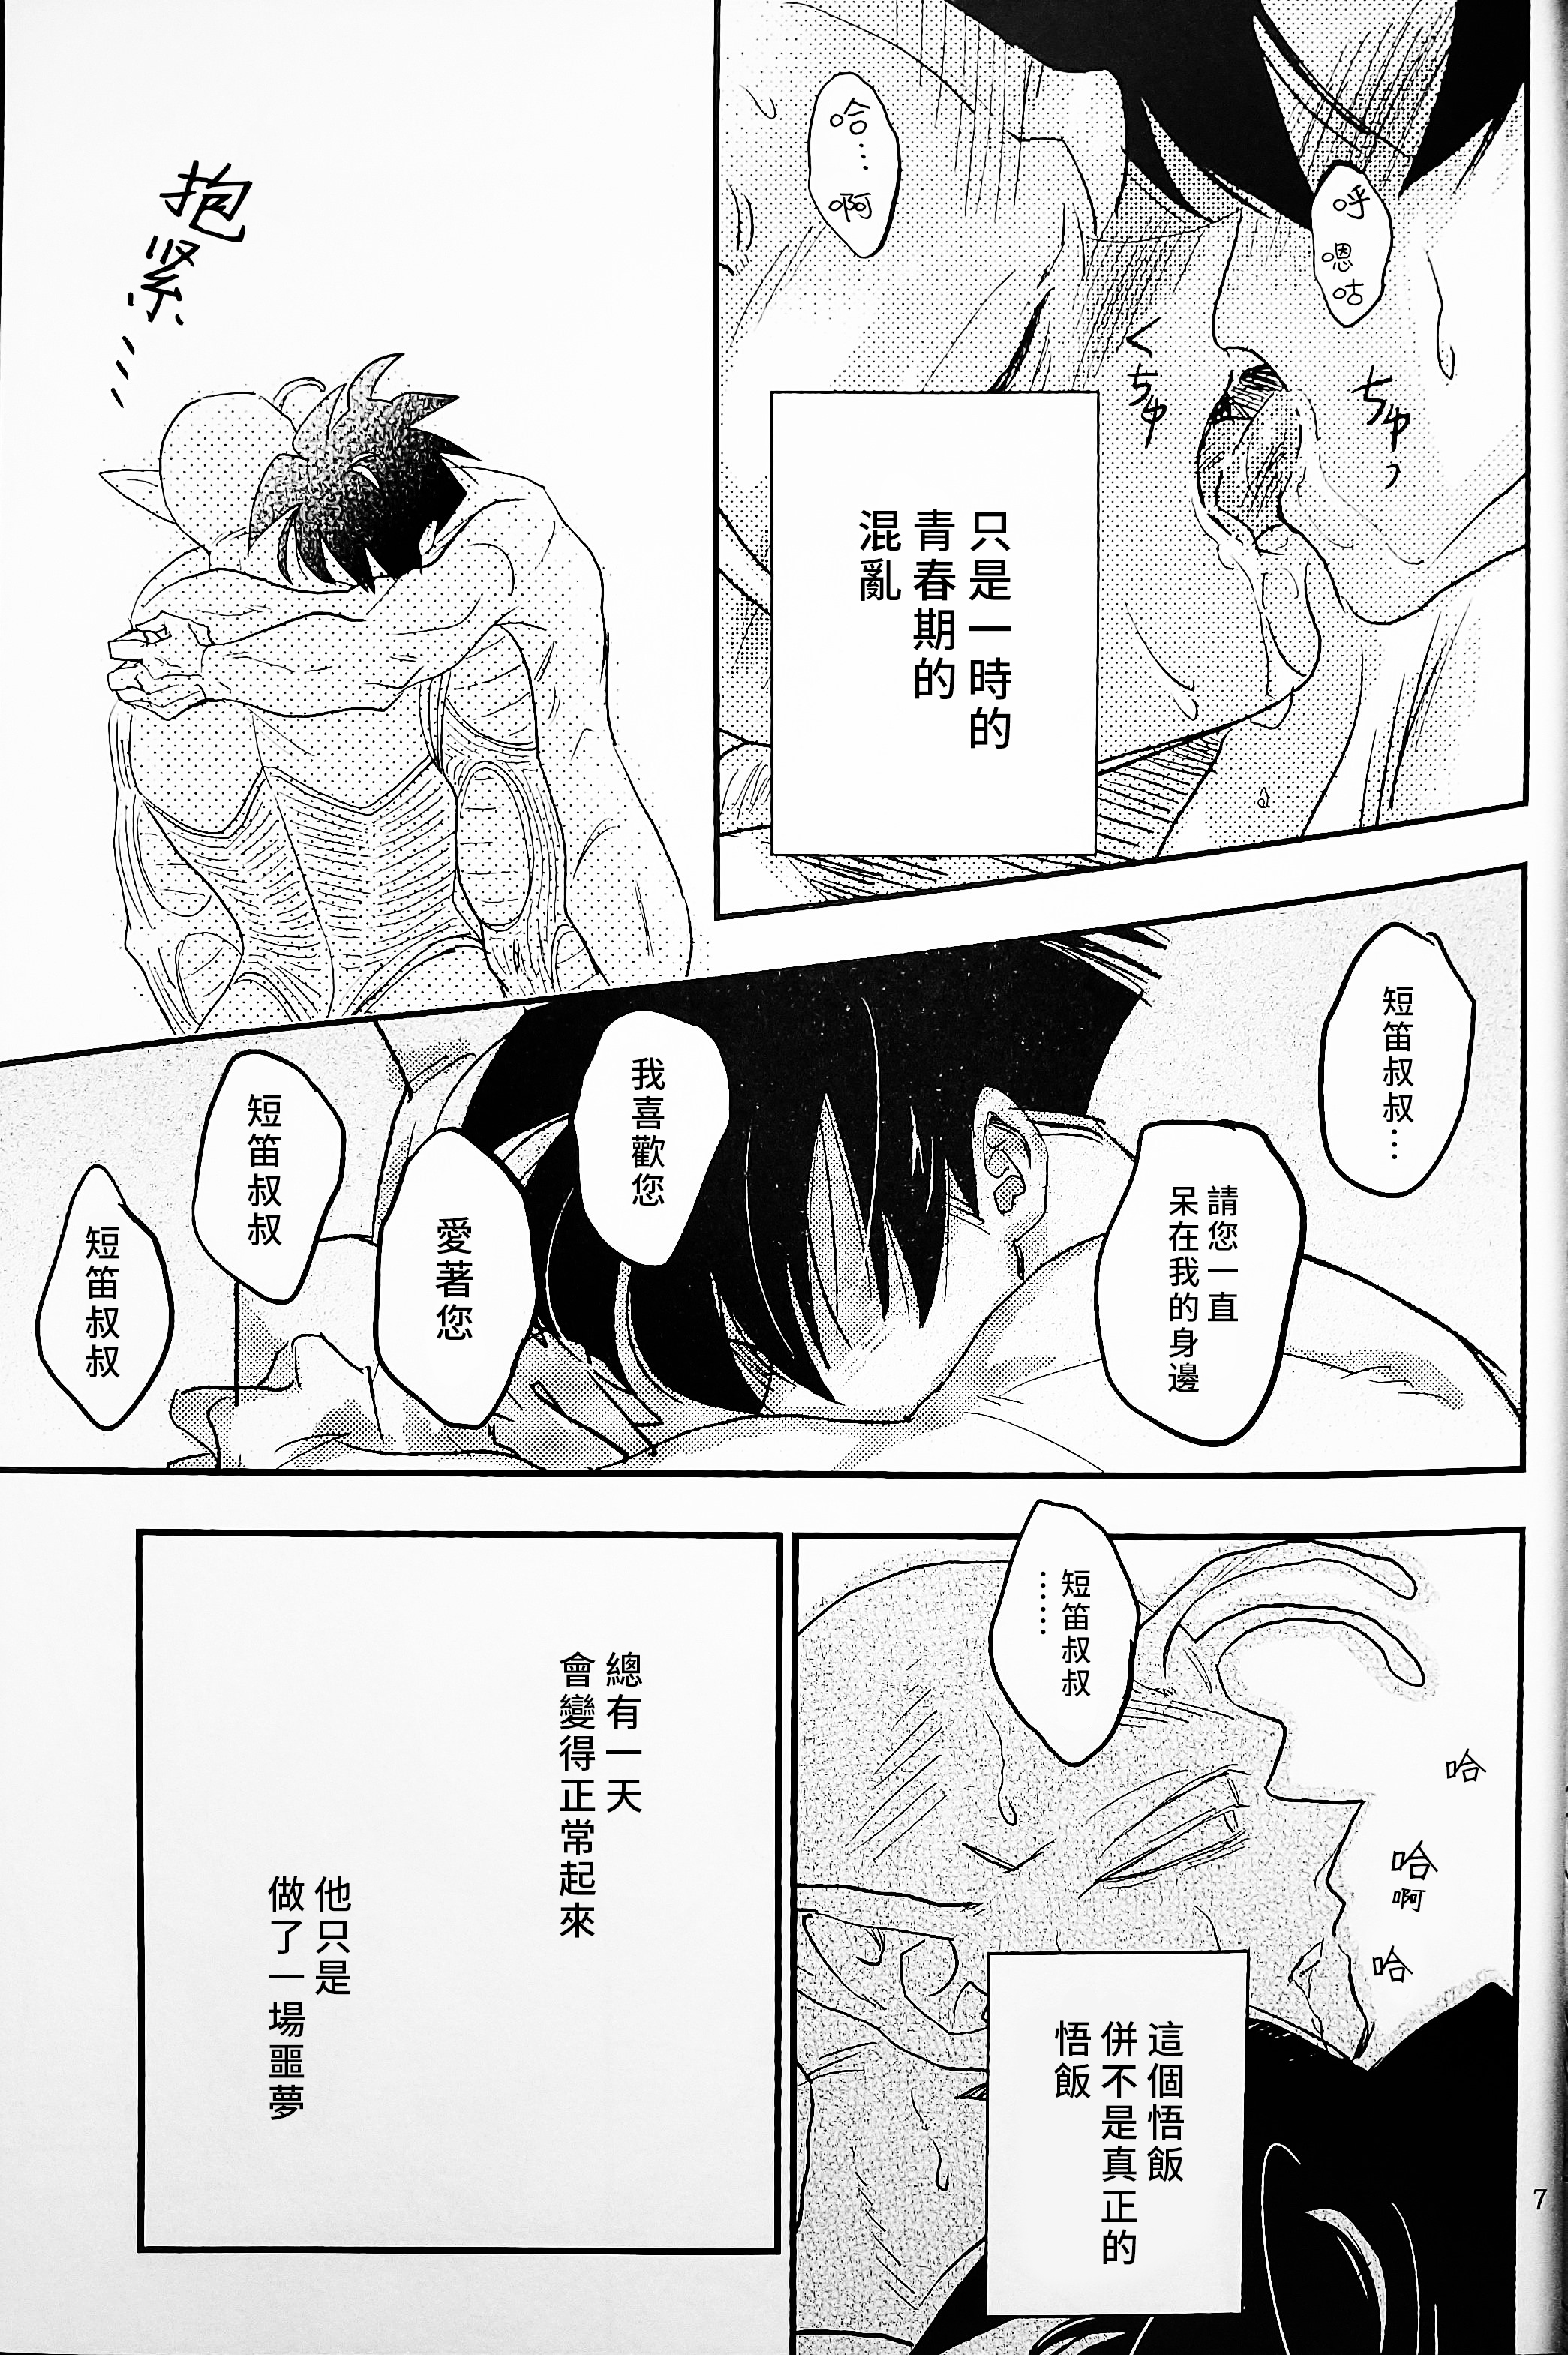 呼
嗯咕
ちゅっ
くちゅ
哈…
啊
只是一時的
青春期的
混亂
抱紧…
短笛叔叔…
請您一直
呆在我的身邊
我喜歡您
愛著您
短笛叔叔
短笛叔叔
短笛叔叔
……
哈
哈
啊
哈
這個悟飯
併不是真正的
悟飯
總有一天
會變得正常起來
他只是
做了一場噩夢
7